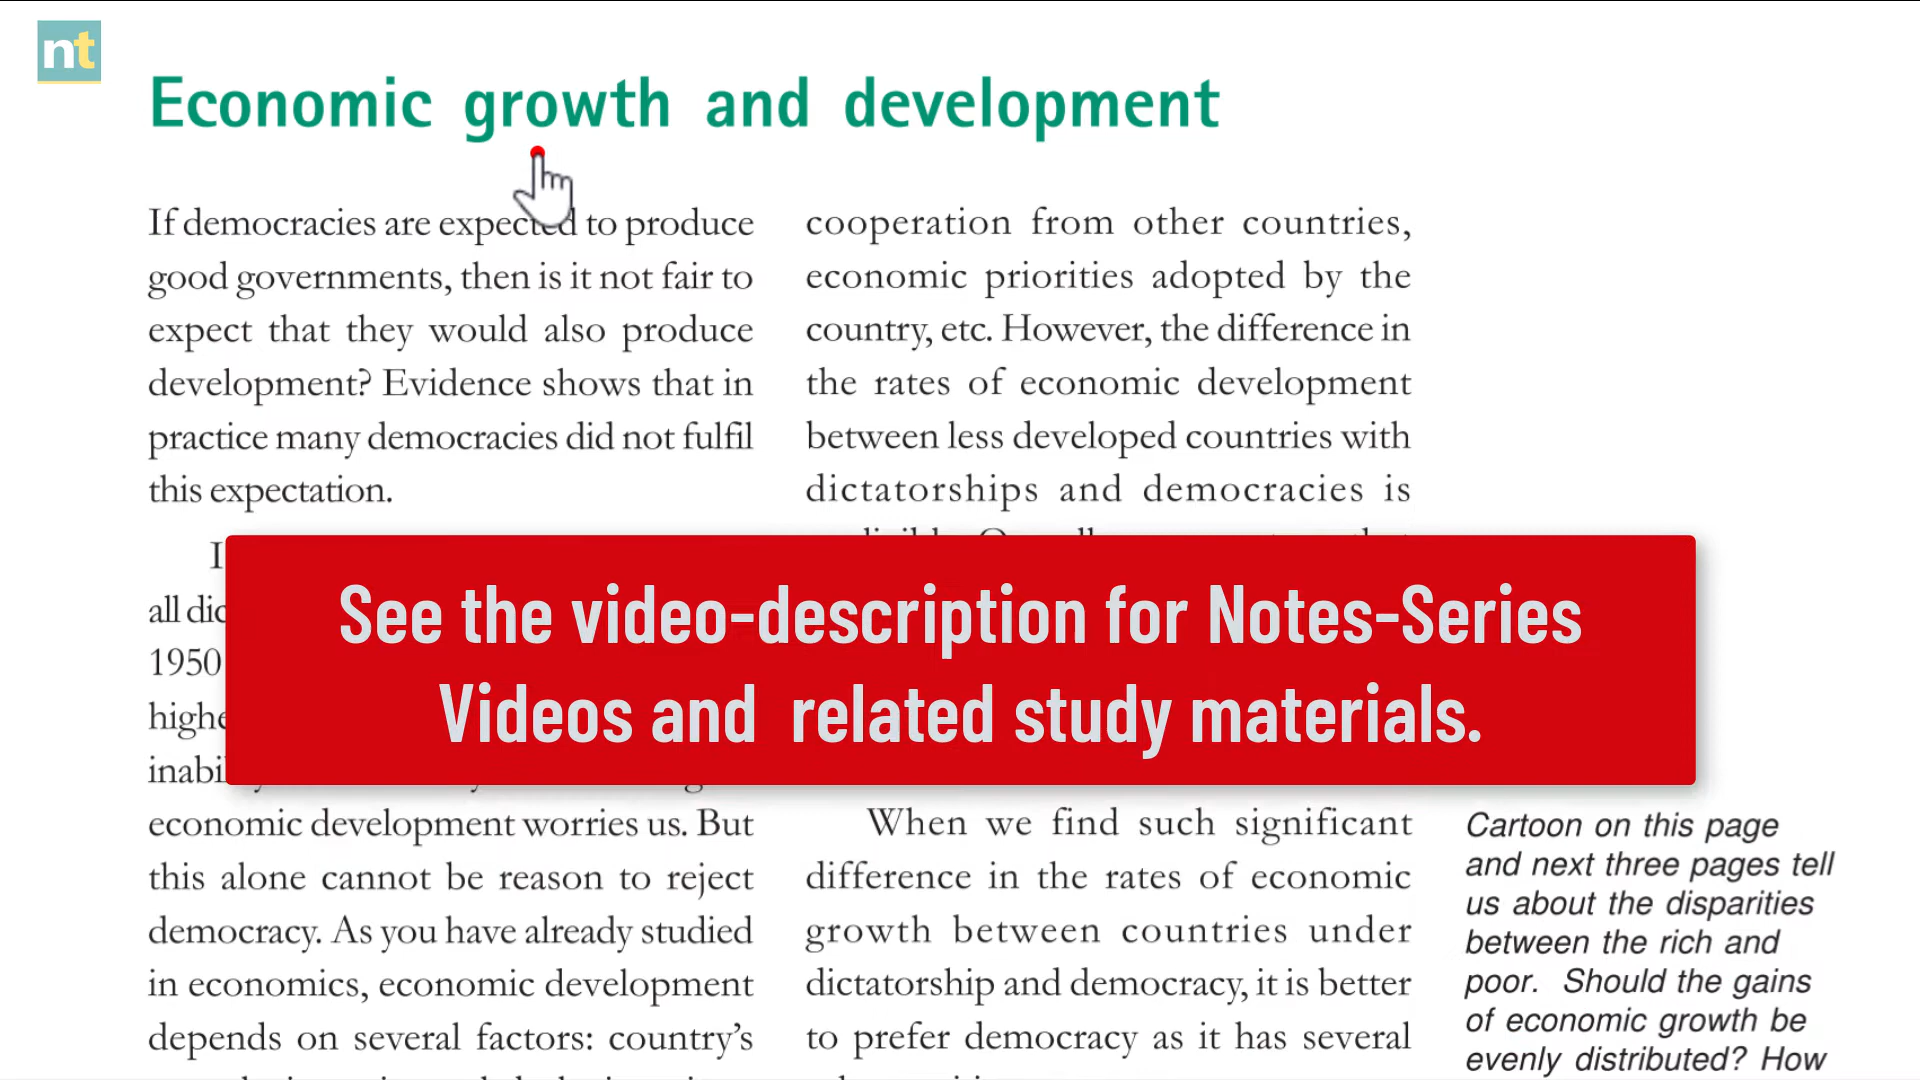 nt
Economic growth and development
If democracies are expected to produce
good governments, then is it not fair to
expect that they would also produce
development? Evidence shows that in
practice many democracies did not fulfil
this expectation.
all
1950
economic development worries us. But
this alone cannot be reason to reject
democracy. As you have already studied
in economics, economic development
depends on several factors: country’s
cooperation from other countries,
economic priorities adopted by the
country, etc. However, the difference in
the rates of economic development
between less developed countries with
dictatorships and democracies is
When we find such significant
difference in the rates of economic
growth between countries under
dictatorship and democracy, it is better
to prefer democracy as it has several
See the video-description for Notes-Series
Videos and related study materials.
Cartoon on this page
and next three pages tell
us about the disparities
between the rich and
poor. Should the gains
of economic growth be
evenly distributed? How